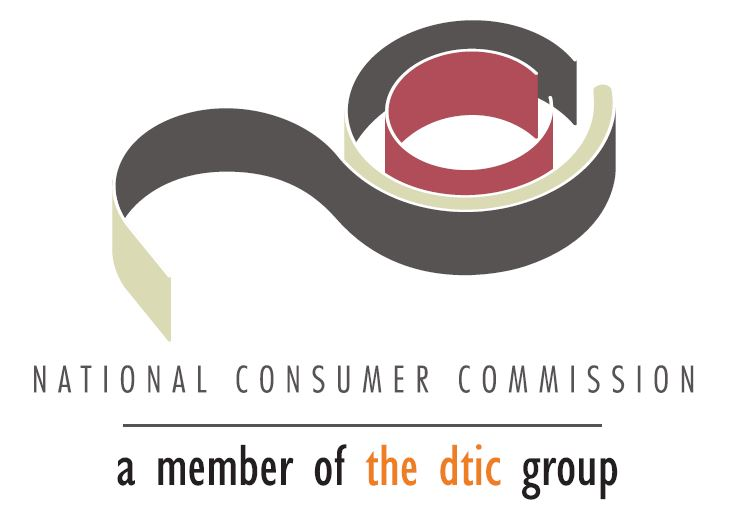 NATIONAL CONSUMER COMMISSION
a member of the dtic group